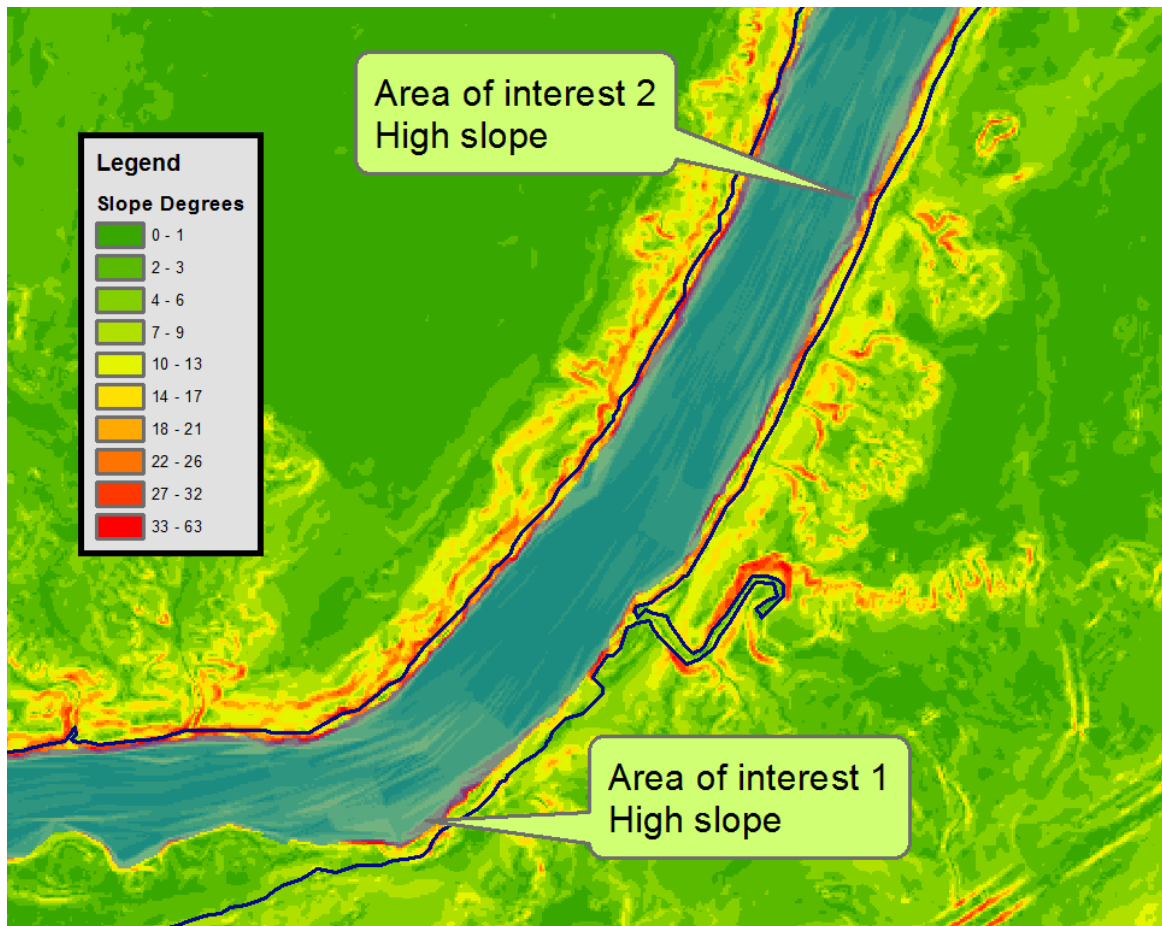 Area of interest 2
High slope
Legend
Slope Degrees
0 - 1
2 - 3
4 - 6
7 - 9
10 - 13
14 - 17
18 - 21
22 - 26
27 - 32
33 - 63
Area of interest 1
High slope